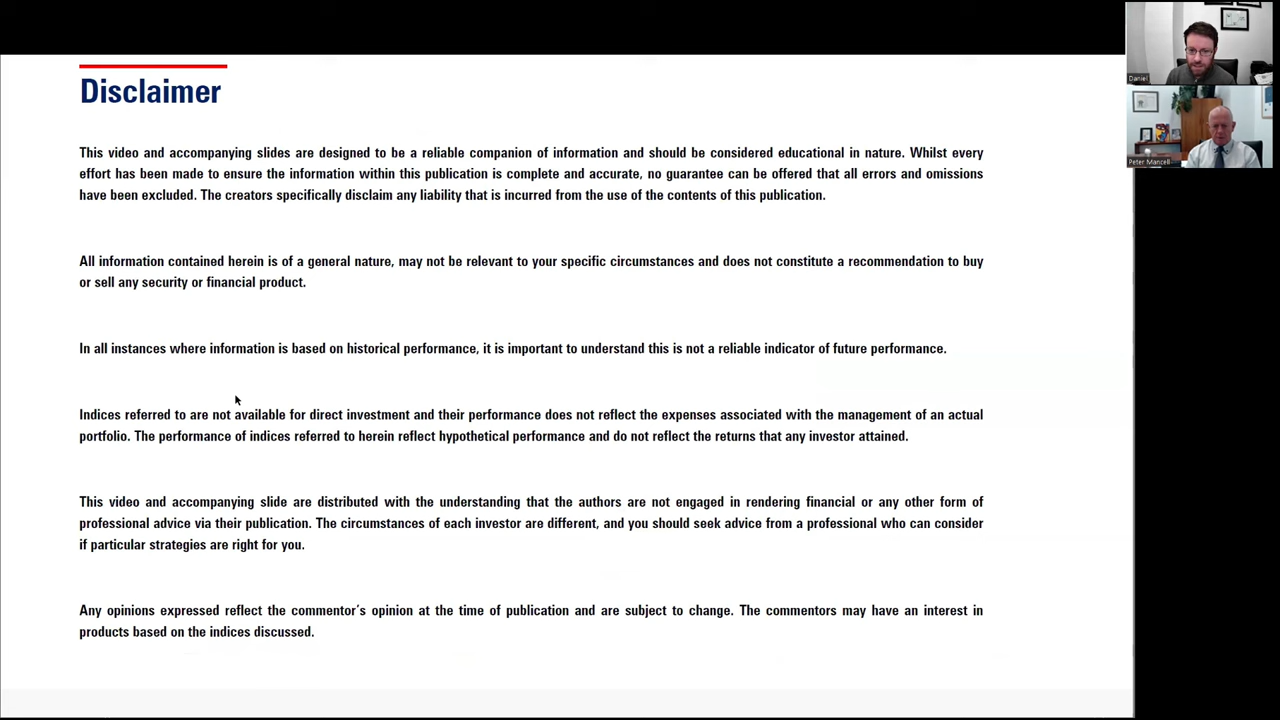 Disclaimer
This video and accompanying slides are designed to be a reliable companion of information and should be considered educational in nature. Whilst every
effort has been made to ensure the information within this publication is complete and accurate, no guarantee can be offered that all errors and omissions
have been excluded. The creators specifically disclaim any liability that is incurred from the use of the contents of this publication.
All information contained herein is of a general nature, may not be relevant to your specific circumstances and does not constitute a recommendation to buy
or sell any security or financial product.
In all instances where information is based on historical performance, it is important to understand this is not a reliable indicator of future performance.
Indices referred to are not available for direct investment and their performance does not reflect the expenses associated with the management of an actual
portfolio. The performance of indices referred to herein reflect hypothetical performance and do not reflect the returns that any investor attained.
This video and accompanying slide are distributed with the understanding that the authors are not engaged in rendering financial or any other form of
professional advice via their publication. The circumstances of each investor are different, and you should seek advice from a professional who can consider
if particular strategies are right for you.
Any opinions expressed reflect the commentor's opinion at the time of publication and are subject to change. The commentors may have an interest in
products based on the indices discussed.
Daniel
Peter Mancell